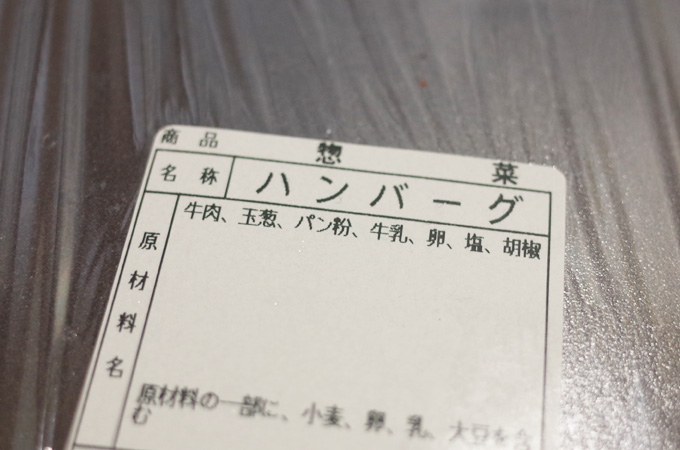 商品 惣菜
名称 ハンバーグ
原材料名 牛肉、玉葱、パン粉、牛乳、卵、塩、胡椒
原材料の一部に、小麦、卵、乳、大豆を含
む